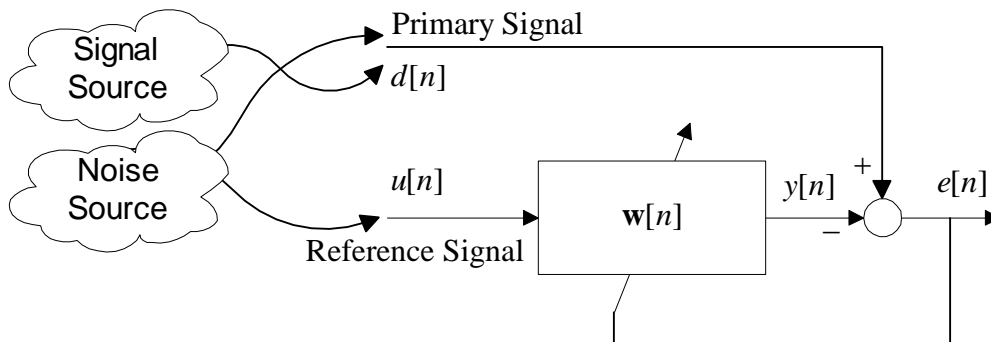 Signal
Source
Primary Signal
d[n]
Noise
Source
u[n]
Reference Signal
w[n]
y[n]
+
−
e[n]